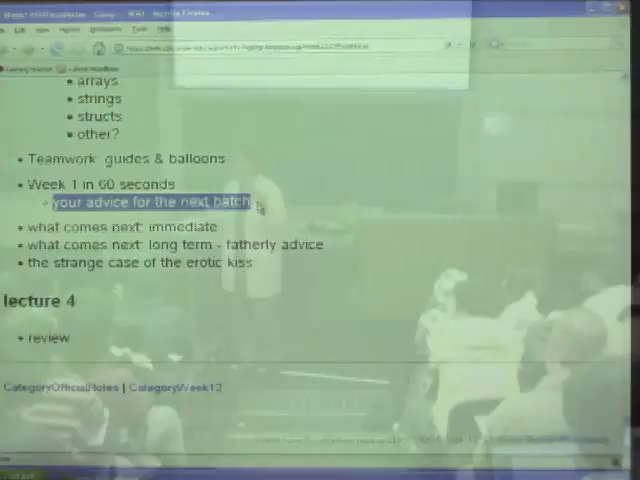 arrays
strings
structs
other?
Teamwork: guides & balloons
Week 1 in 60 seconds
your advice for the next batch
what comes next: immediate
what comes next: long term - fatherly advice
the strange case of the erotic kiss
lecture 4
review
CategoryOfficialNotes | CategoryWeek12